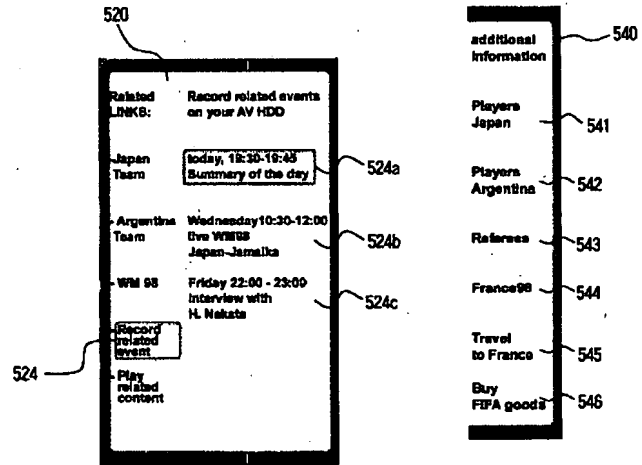 520
Related
LINKS:
Record related events
on your AV HDD
Japan
Team
today, 19:30-19:45
Summary of the day
524a
- Argentina
Team
Wednesday10:30-12:00
live WM98
Japan-Jamaika
524b
- WM 98
Friday 22:00 - 23:00
Interview with
H. Nakata
524c
- Record
related
event
524
- Play
related
content
additional
information
540
Players
Japan
541
Players
Argentina
542
Referees
543
France98
544
Travel
to France
545
Buy
FIFA goods
546